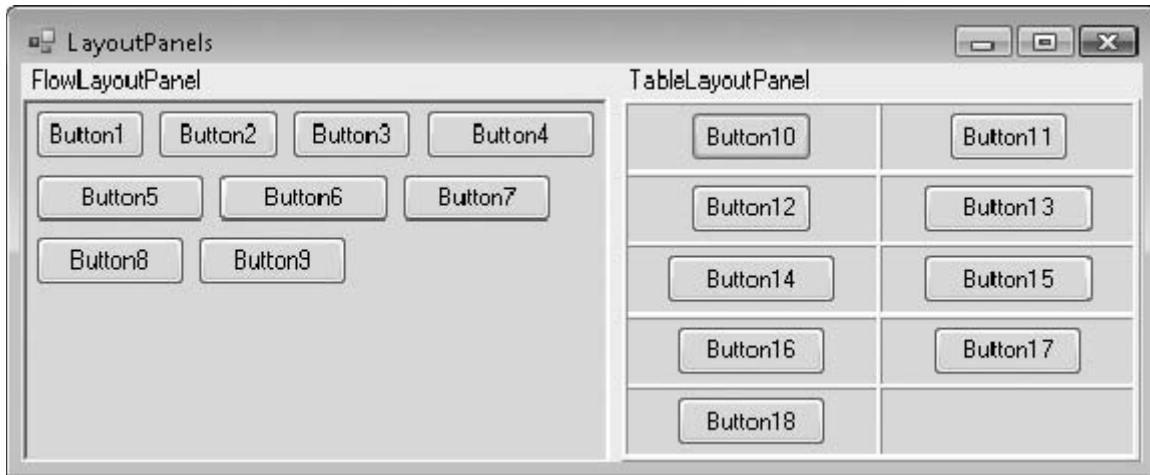 LayoutPanels
FlowLayoutPanel
Button1 Button2 Button3 Button4
Button5 Button6 Button7
Button8 Button9
TableLayoutPanel
Button10 Button11
Button12 Button13
Button14 Button15
Button16 Button17
Button18